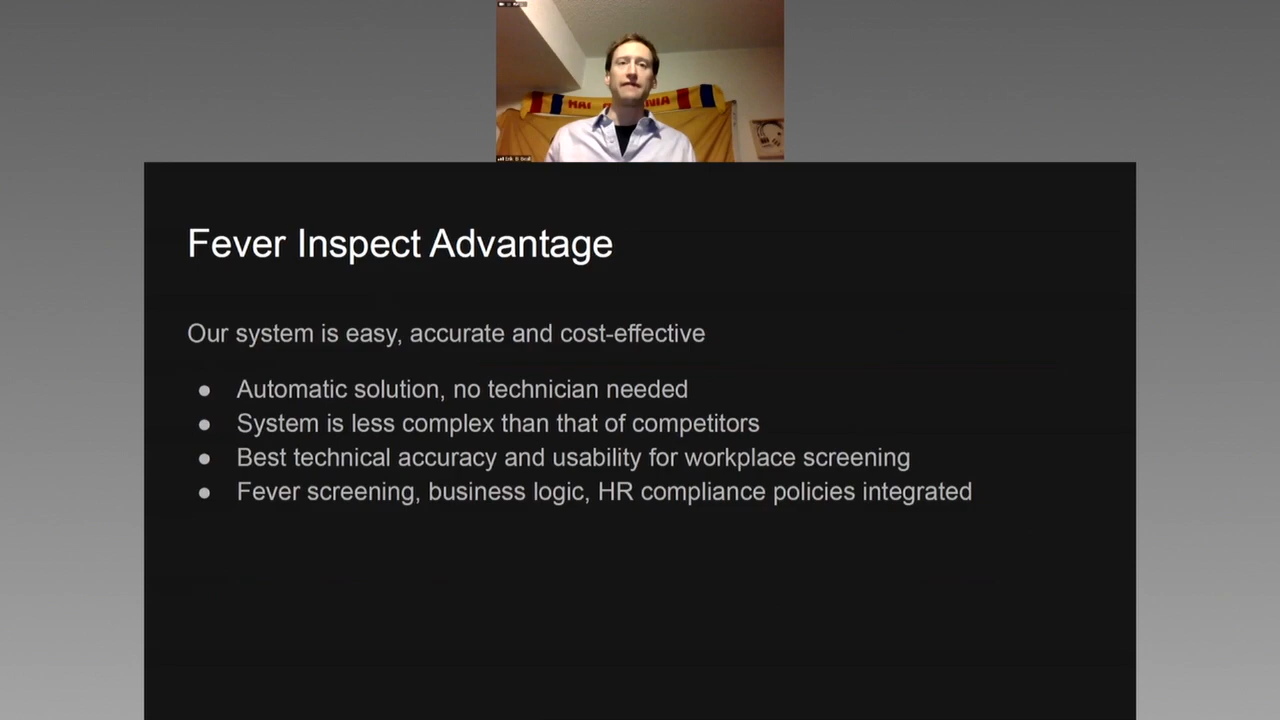 HAI
NIA
Fever Inspect Advantage
Our system is easy, accurate and cost-effective
● Automatic solution, no technician needed
● System is less complex than that of competitors
● Best technical accuracy and usability for workplace screening
● Fever screening, business logic, HR compliance policies integrated